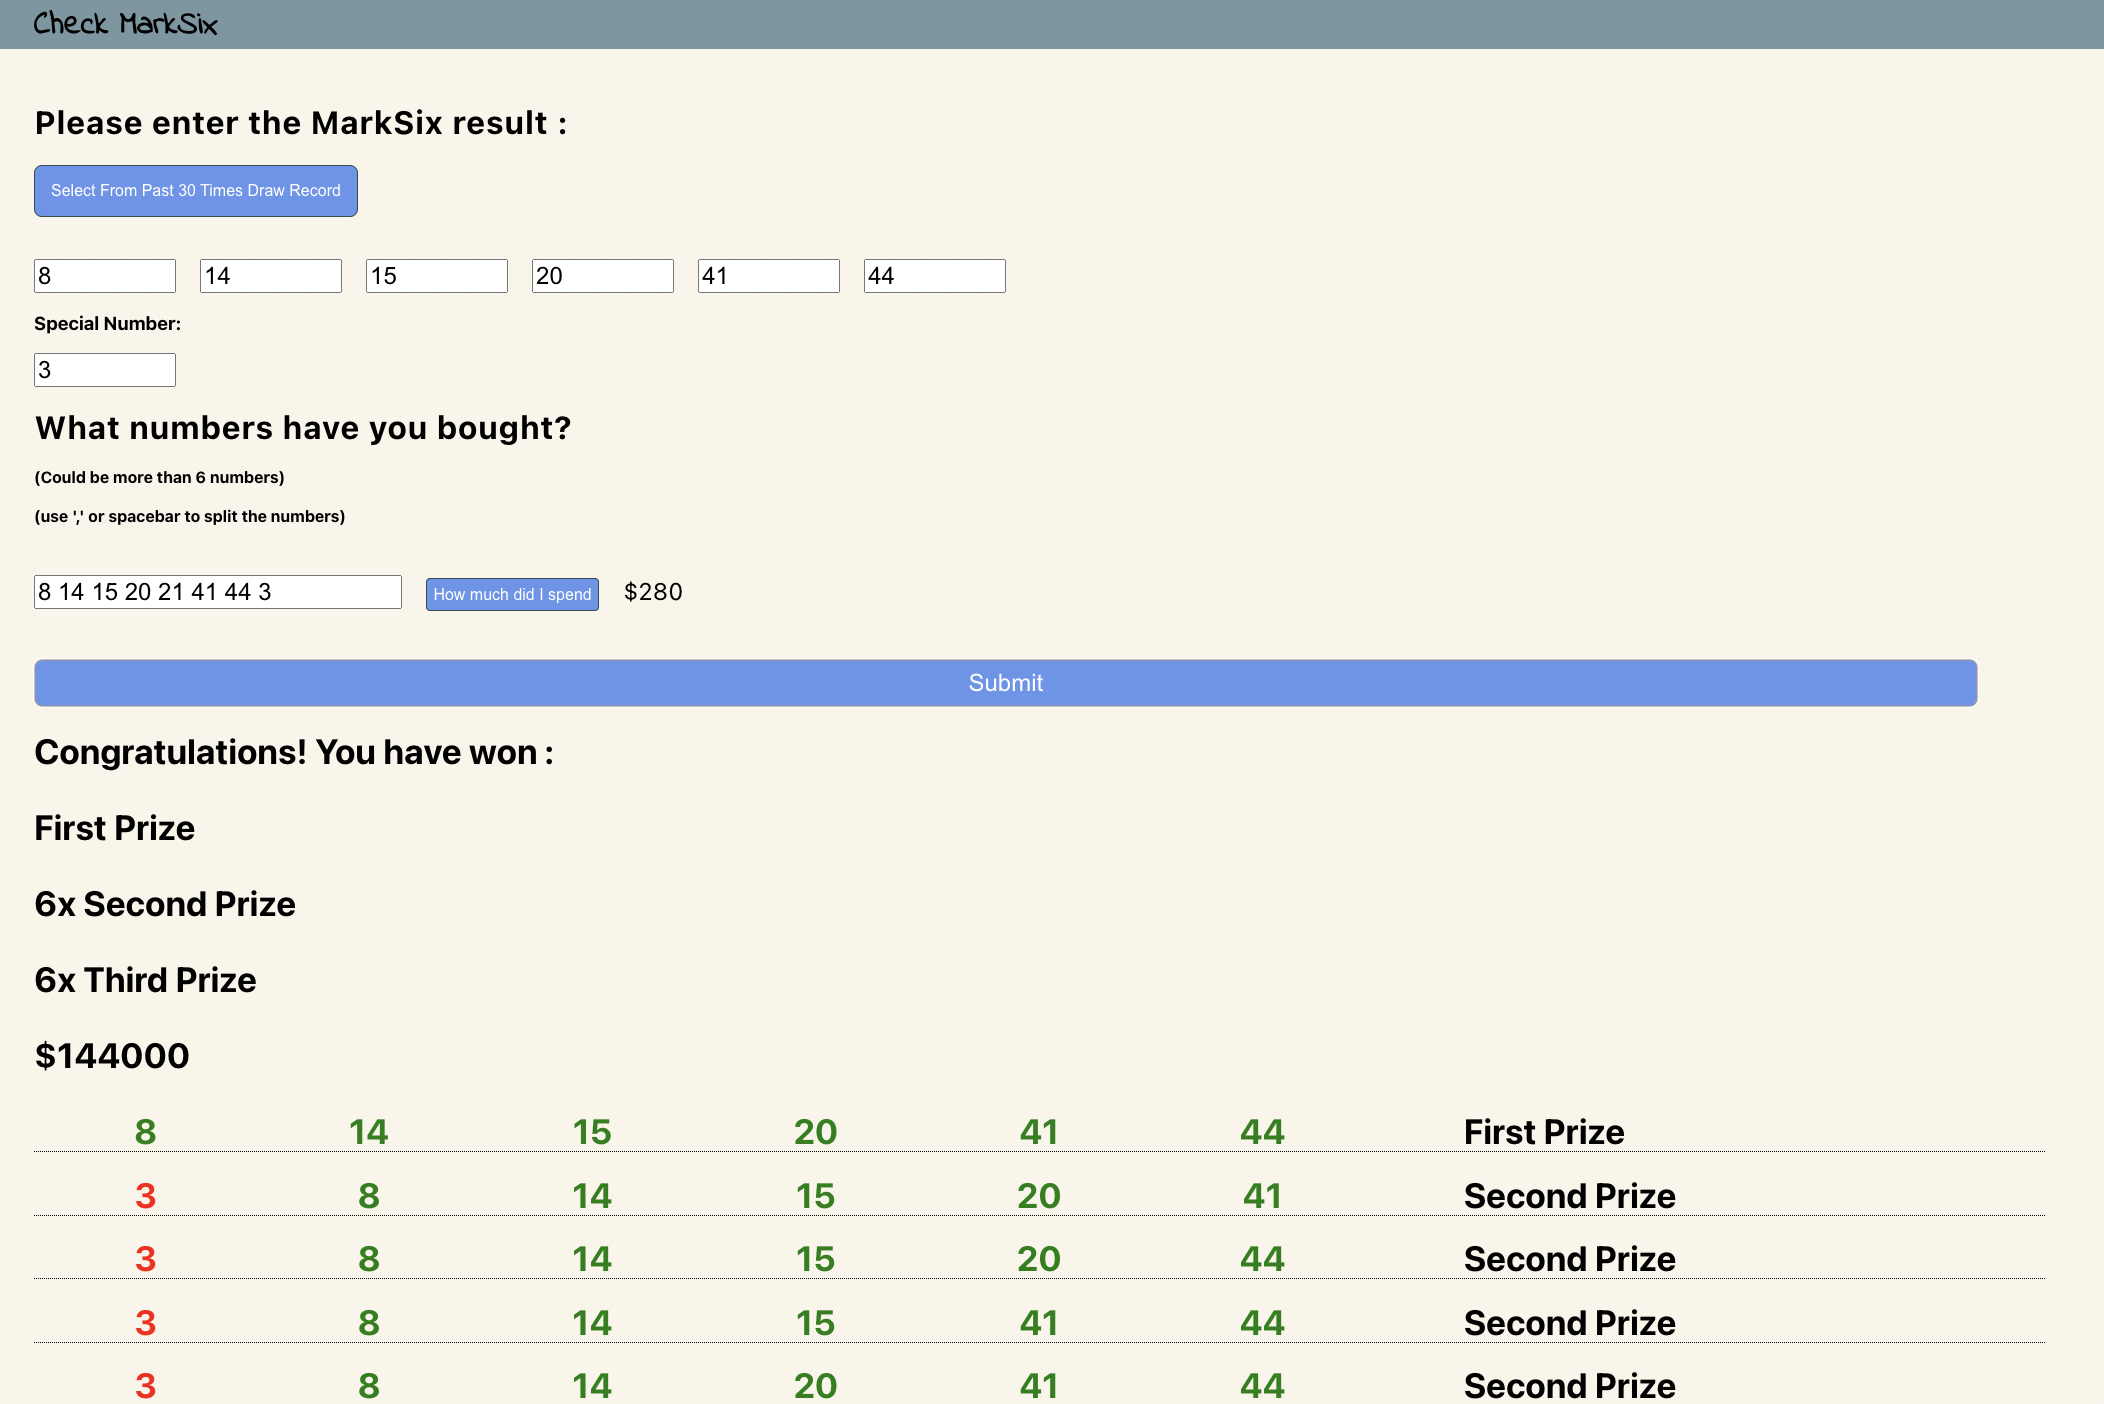 Check MarkSix
Please enter the MarkSix result :
Select From Past 30 Times Draw Record
8 14 15 20 41 44
Special Number:
3
What numbers have you bought?
(Could be more than 6 numbers)
(use ',' or spacebar to split the numbers)
8 14 15 20 21 41 44 3 How much did I spend $280
Submit
Congratulations! You have won :
First Prize
6x Second Prize
6x Third Prize
$144000
8 14 15 20 41 44 First Prize
3 8 14 15 20 41 Second Prize
3 8 14 15 20 44 Second Prize
3 8 14 15 41 44 Second Prize
3 8 14 20 41 44 Second Prize